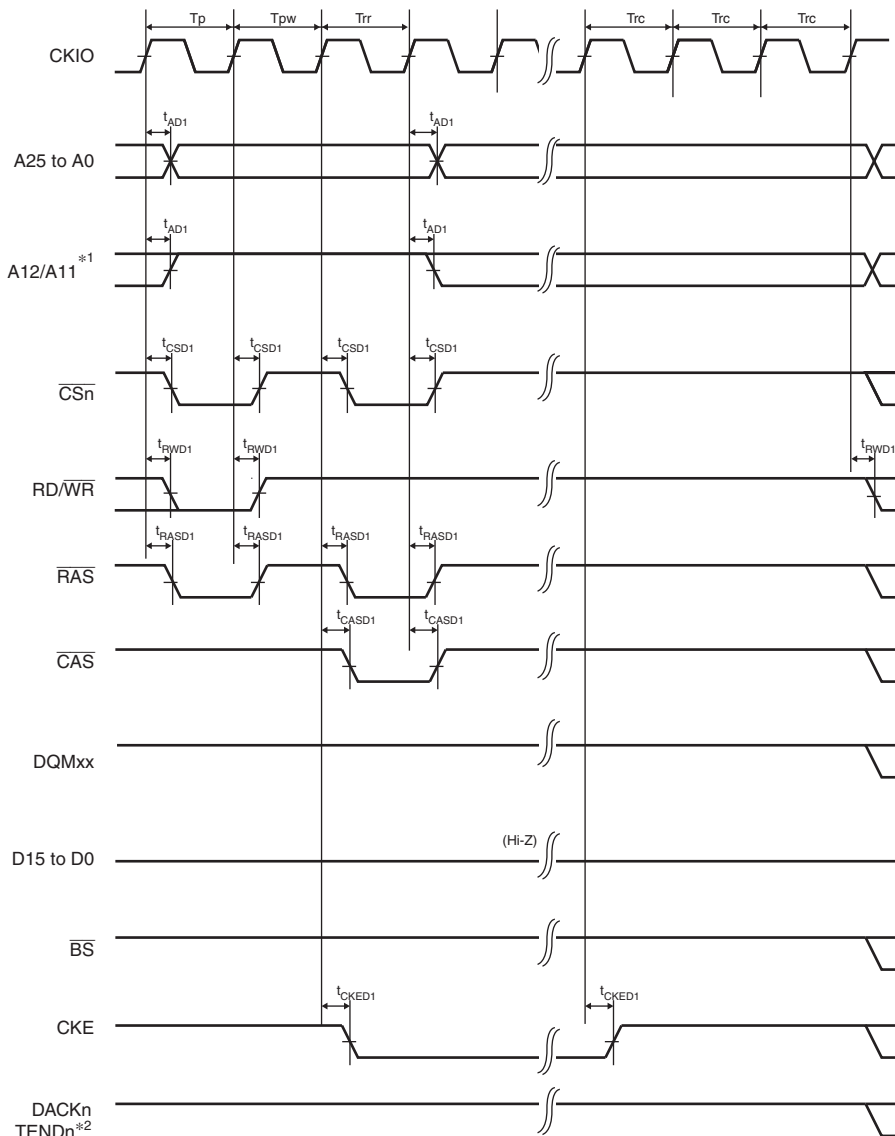 Tp Tpw Trr Trc Trc Trc
CKIO
tAD1 tAD1
A25 to A0
tAD1 tAD1
A12/A11*1
tCSD1 tCSD1 tCSD1 tCSD1
CSn
tRWD1 tRWD1 tRWD1
RD/WR
tRASD1 tRASD1 tRASD1 tRASD1
RAS
tCASD1 tCASD1
CAS
DQMxx
(Hi-Z)
D15 to D0
BS
tCKED1 tCKED1
CKE
DACKn
TENDn*2